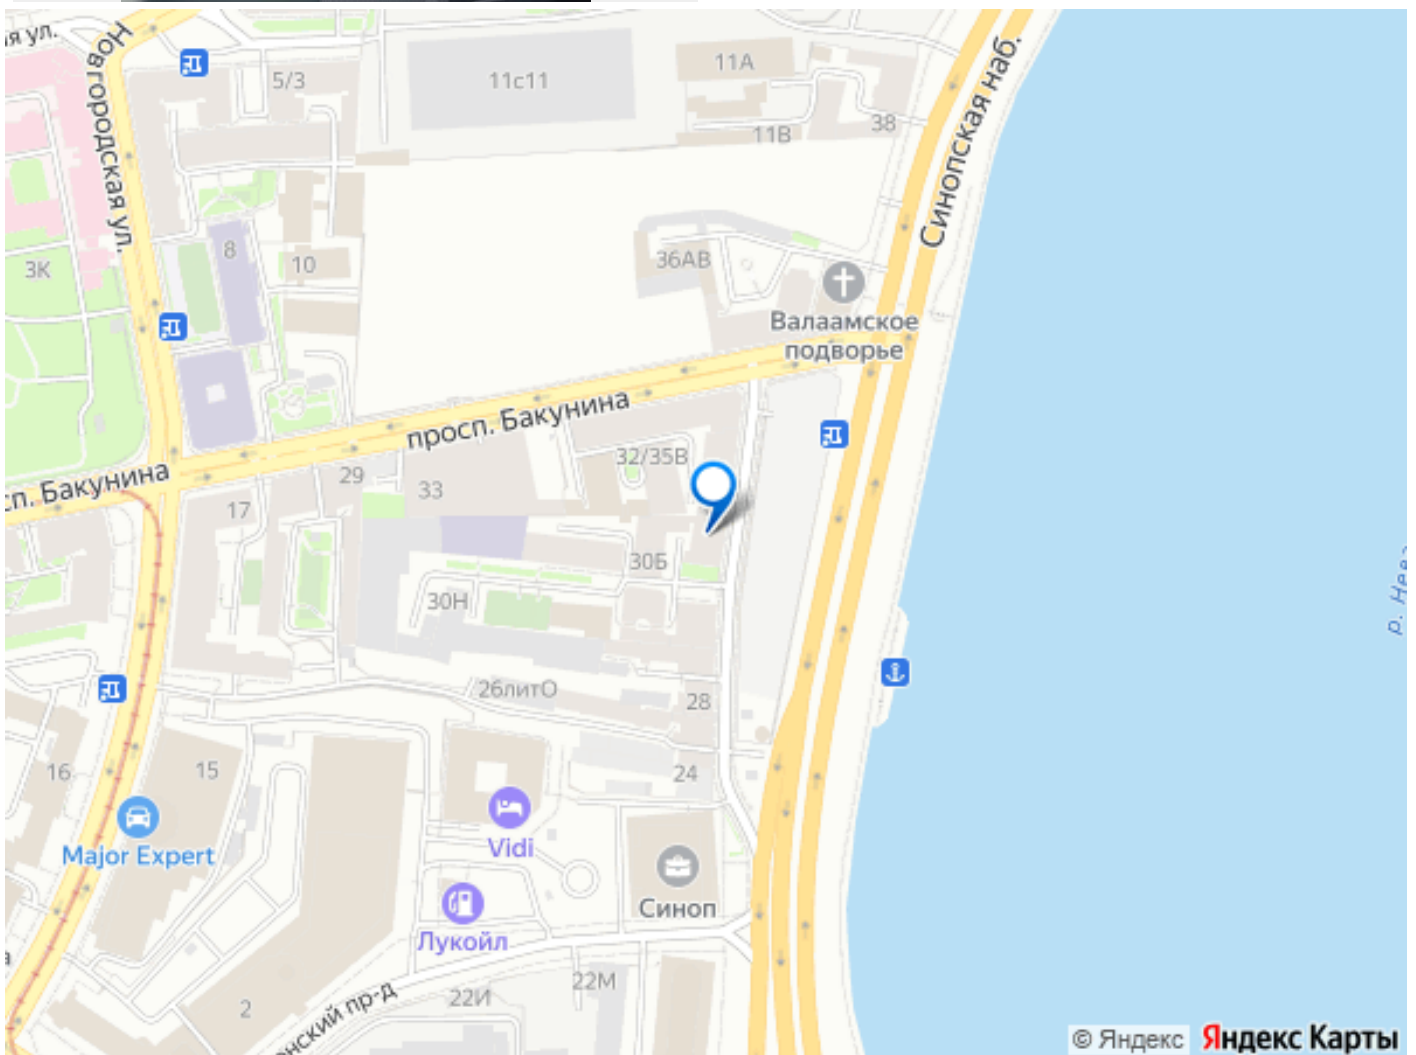 я ул.
Новгородская ул.
5/3
11с11
11А
11В
38
Синопская наб.
3К
8
10
36АВ
Валаамское
подворье
просп. Бакунина
сп. Бакунина
32/35В
29
33
17
30Б
30Н
р. Нева
26литО
28
24
16
15
Major Expert
Vidi
Синоп
Лукойл
2
22И
22М
нский пр-д
© Яндекс
Яндекс Карты